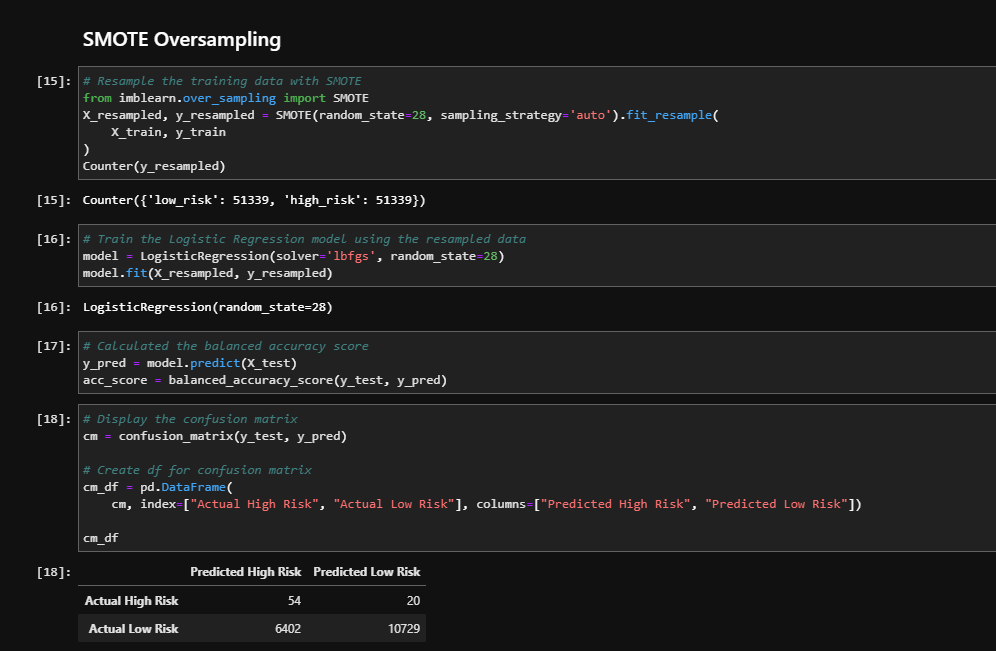 SMOTE Oversampling
[15]: # Resample the training data with SMOTE
from imblearn.over_sampling import SMOTE
X_resampled, y_resampled = SMOTE(random_state=28, sampling_strategy='auto').fit_resample(
    X_train, y_train
)
Counter(y_resampled)
[15]: Counter({'low_risk': 51339, 'high_risk': 51339})
[16]: # Train the Logistic Regression model using the resampled data
model = LogisticRegression(solver='lbfgs', random_state=28)
model.fit(X_resampled, y_resampled)
[16]: LogisticRegression(random_state=28)
[17]: # Calculated the balanced accuracy score
y_pred = model.predict(X_test)
acc_score = balanced_accuracy_score(y_test, y_pred)
[18]: # Display the confusion matrix
cm = confusion_matrix(y_test, y_pred)
# Create df for confusion matrix
cm_df = pd.DataFrame(
    cm, index=["Actual High Risk", "Actual Low Risk"], columns=["Predicted High Risk", "Predicted Low Risk"])
cm_df
[18]: Predicted High Risk Predicted Low Risk
Actual High Risk 54 20
Actual Low Risk 6402 10729